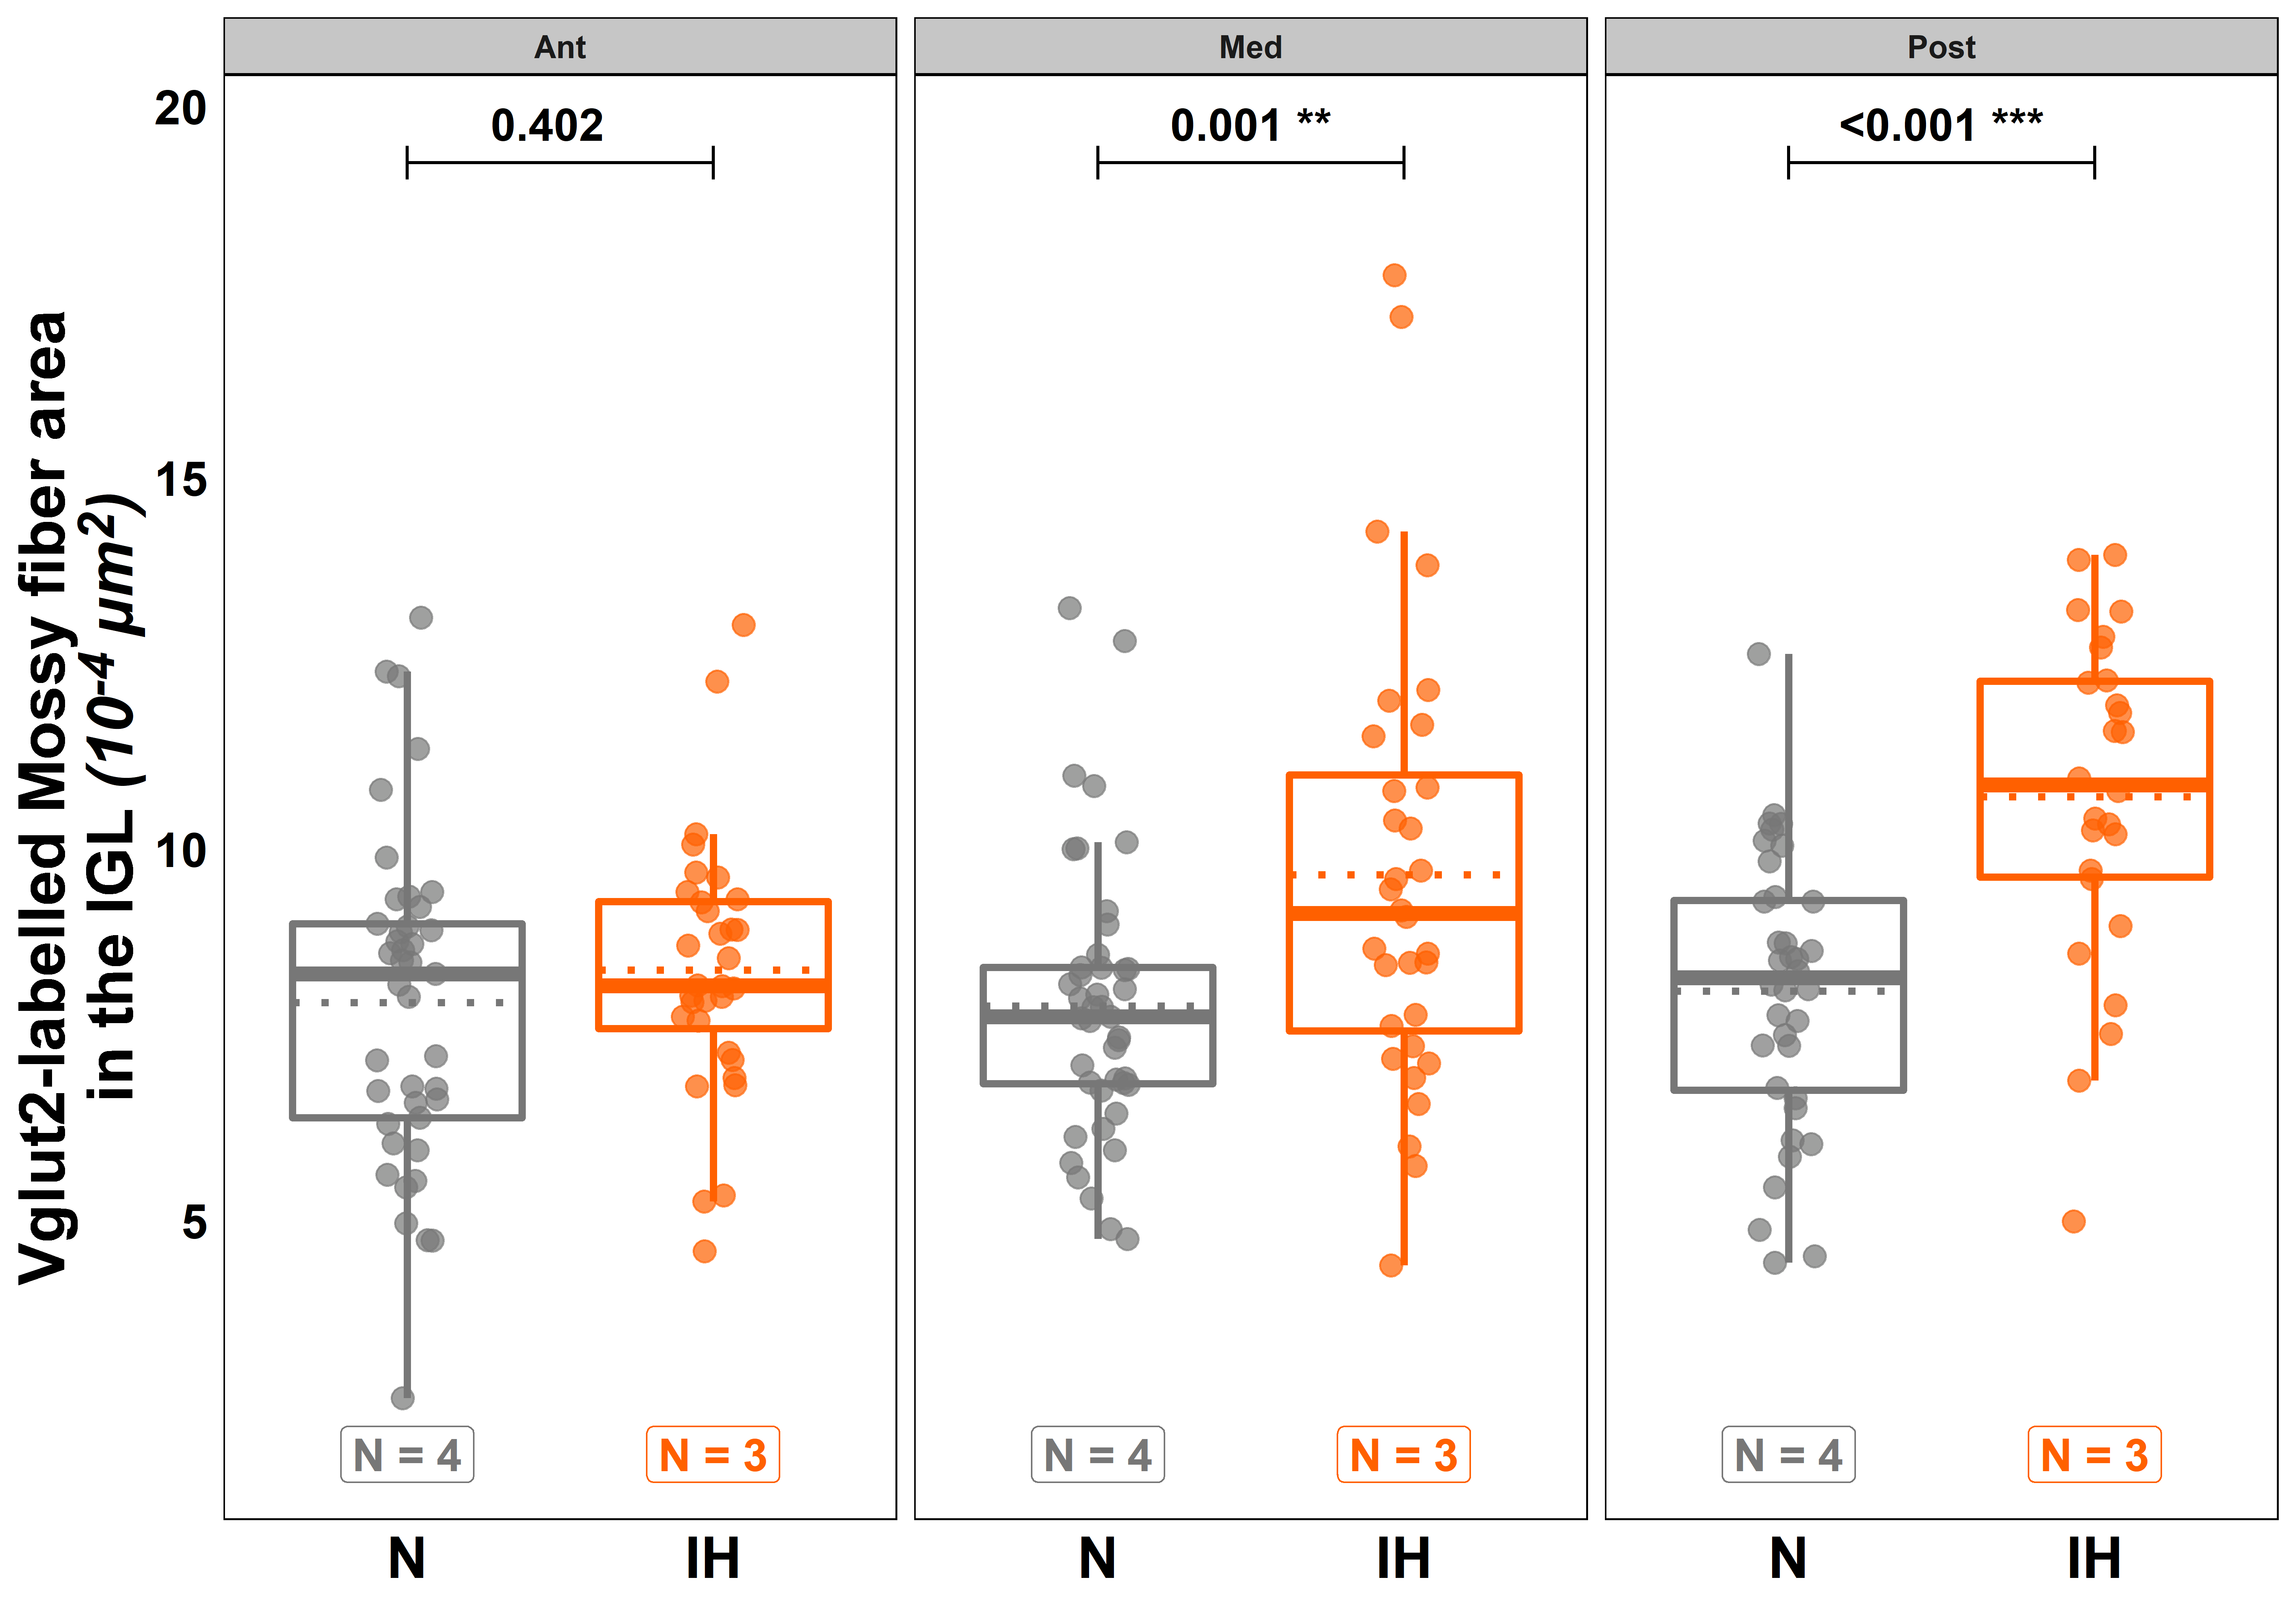 Ant
Med
Post
Vglut2-labelled Mossy fiber area
in the IGL (10⁻⁴ µm²)
20
15
10
5
0.402
0.001 **
<0.001 ***
N = 4
N = 3
N = 4
N = 3
N = 4
N = 3
N
IH
N
IH
N
IH